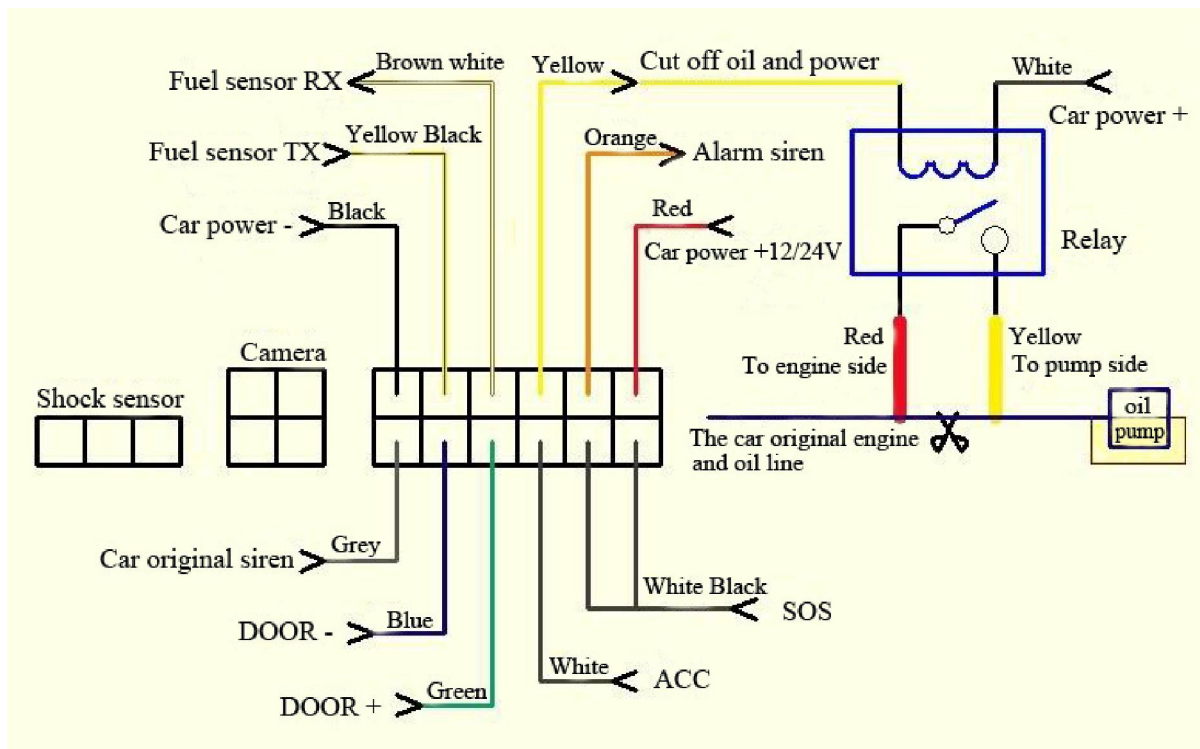 Fuel sensor RX
Brown white
Yellow
Cut off oil and power
White
Car power +
Fuel sensor TX
Yellow Black
Orange
Alarm siren
Car power -
Black
Red
Car power +12/24V
Relay
Red
To engine side
Yellow
To pump side
Camera
Shock sensor
oil
pump
The car original engine
and oil line
Car original siren
Grey
White Black
SOS
DOOR -
Blue
White
ACC
DOOR +
Green